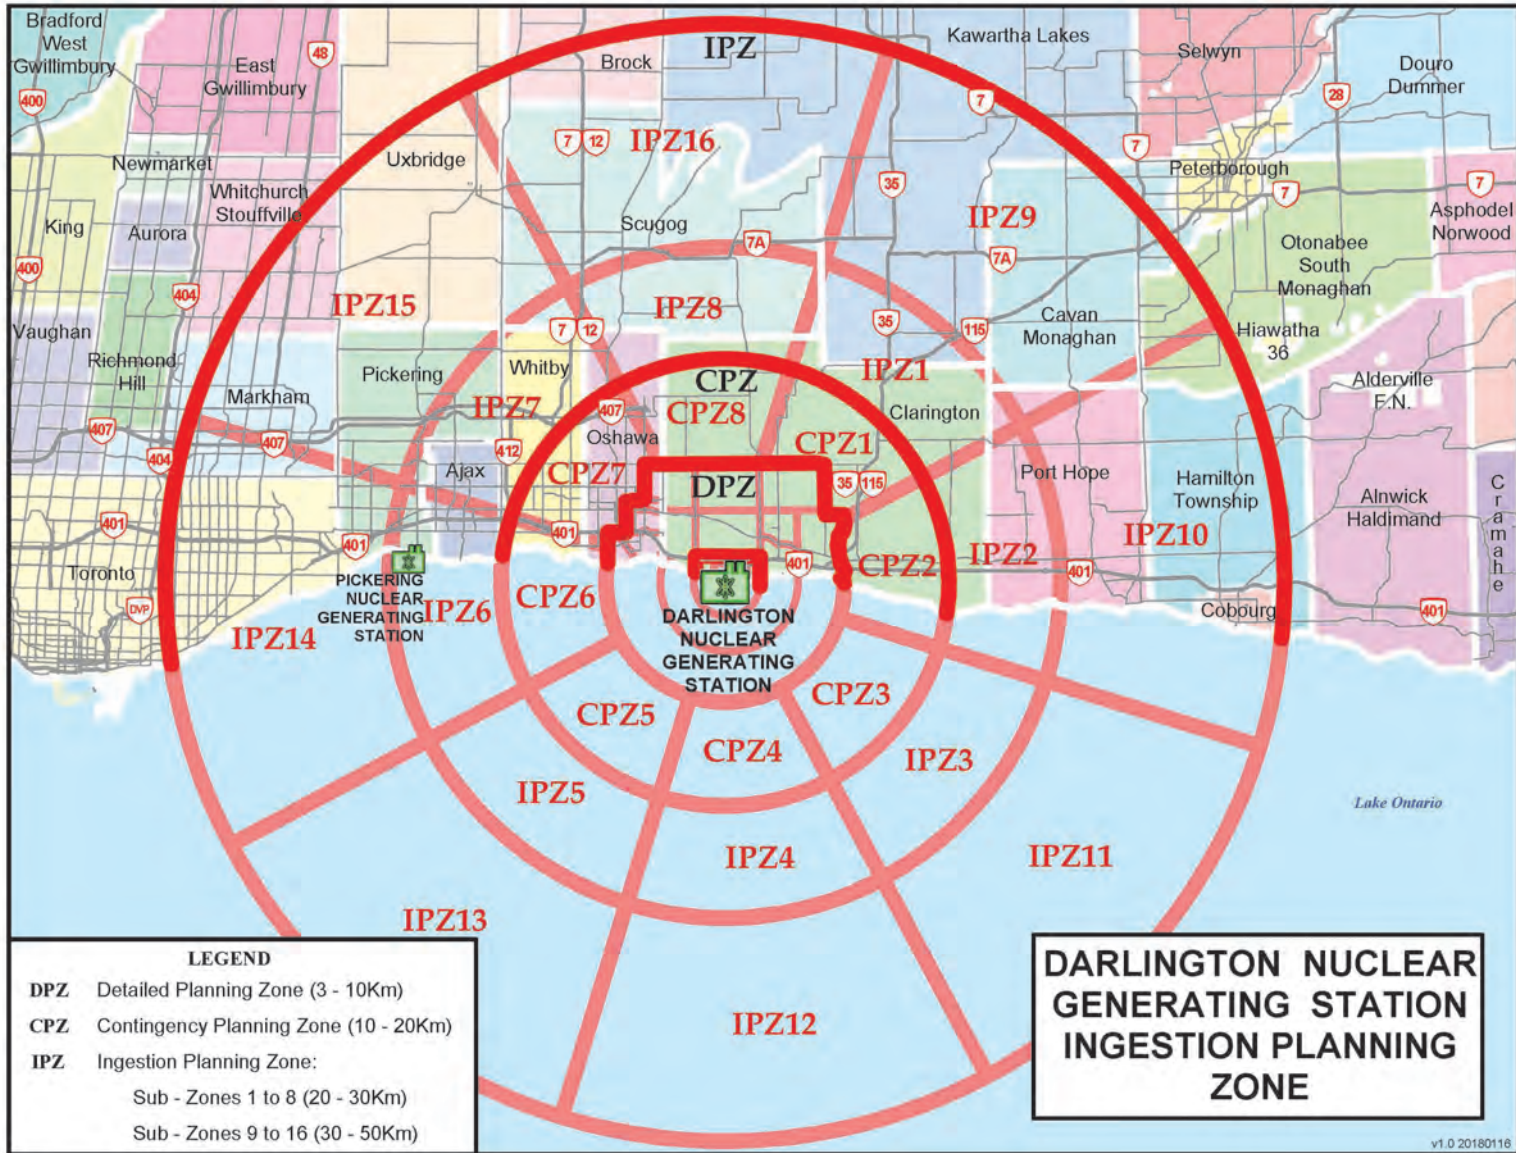 Bradford
West
Gwillimbury
400
48
East
Gwillimbury
Brock
IPZ
Kawartha Lakes
Selwyn
Douro
Dummer
28
7
7
7 12
IPZ16
Newmarket
Uxbridge
Whitchurch
Stouffville
35
Peterborough
7
7
King
Aurora
Scugog
IPZ9
Asphodel
Norwood
400
7A
7A
Otonabee
South
Monaghan
404
IPZ15
IPZ8
Vaughan
7 12
35
115
Cavan
Monaghan
Hiawatha
36
Richmond
Hill
Markham
Pickering
Whitby
CPZ
IPZ1
Alderville
F.N.
IPZ7
407
CPZ8
Clarington
407
407
404
412
Oshawa
CPZ1
Ajax
CPZ7
DPZ
35 115
Port Hope
Hamilton
Township
Alnwick
Haldimand
Cramahe
401
401
401
401
IPZ2
IPZ10
CPZ2
401
401
Toronto
DVP
PICKERING
NUCLEAR
GENERATING
STATION
IPZ6
CPZ6
DARLINGTON
NUCLEAR
GENERATING
STATION
Cobourg
IPZ14
CPZ3
CPZ5
CPZ4
IPZ3
IPZ5
Lake Ontario
IPZ4
IPZ11
IPZ13
IPZ12
LEGEND
DPZ Detailed Planning Zone (3 - 10Km)
CPZ Contingency Planning Zone (10 - 20Km)
IPZ Ingestion Planning Zone:
Sub - Zones 1 to 8 (20 - 30Km)
Sub - Zones 9 to 16 (30 - 50Km)
DARLINGTON NUCLEAR
GENERATING STATION
INGESTION PLANNING
ZONE
v1.0 20180116